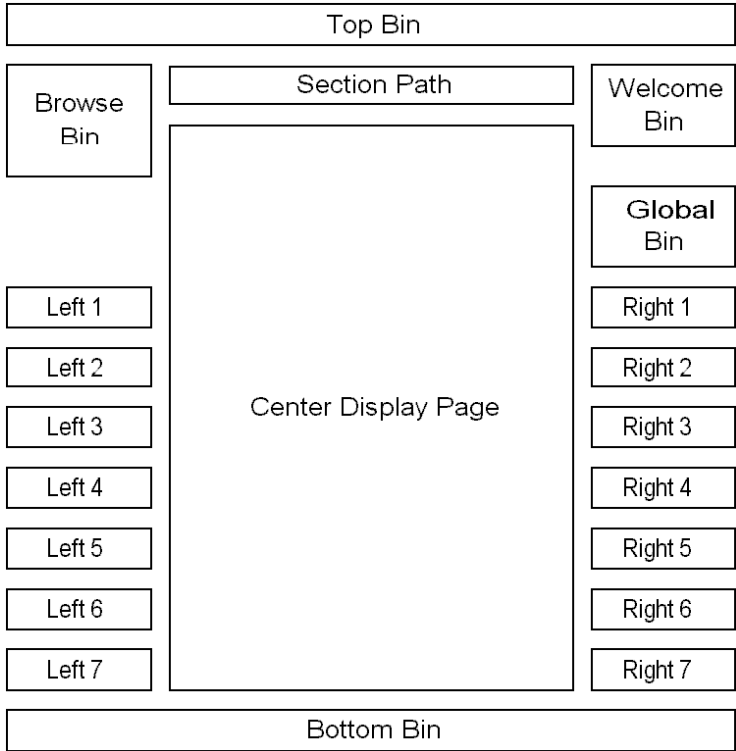 Top Bin
Browse
Bin
Section Path
Welcome
Bin
Global
Bin
Left 1
Right 1
Left 2
Right 2
Left 3
Center Display Page
Right 3
Left 4
Right 4
Left 5
Right 5
Left 6
Right 6
Left 7
Right 7
Bottom Bin